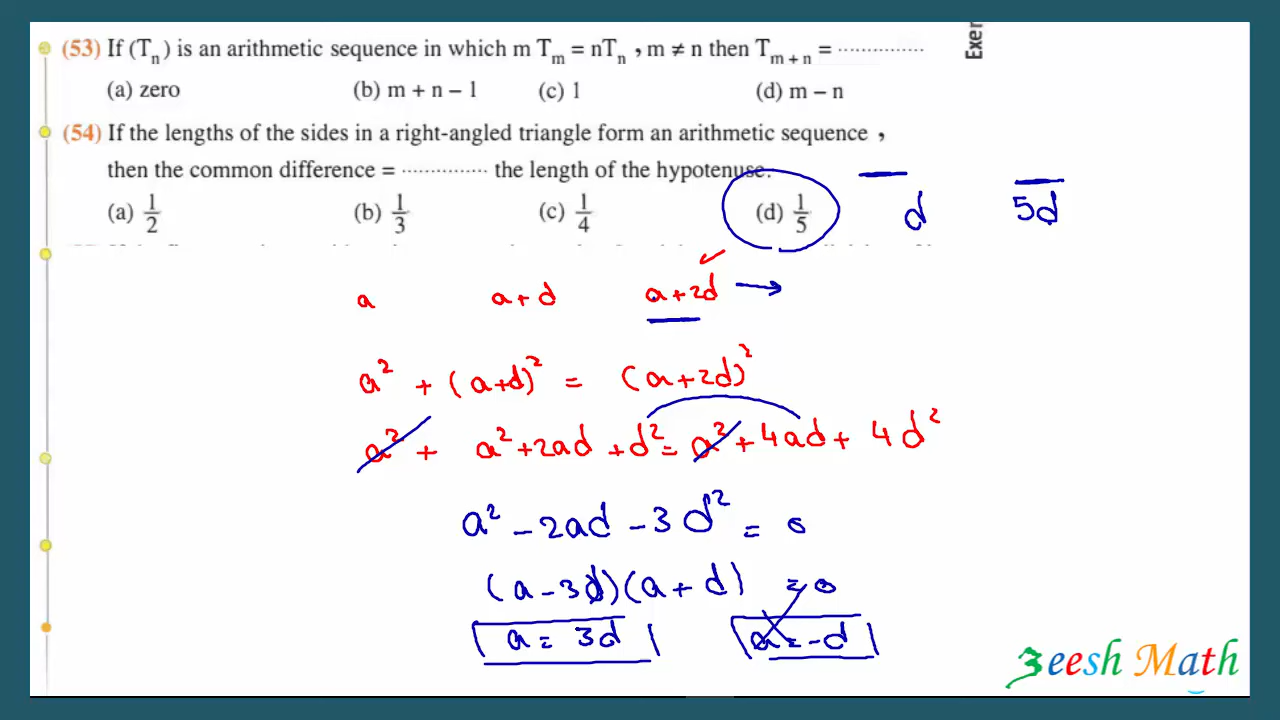 (53) If (Tₙ) is an arithmetic sequence in which m Tₘ = nTₙ , m ≠ n then Tₘ₊ₙ = ...............
Exer
(a) zero (b) m + n – 1 (c) 1 (d) m – n
(54) If the lengths of the sides in a right-angled triangle form an arithmetic sequence ,
then the common difference = ............... the length of the hypotenuse.
(a) 1/2 (b) 1/3 (c) 1/4 (d) 1/5
d 5d
a a+d a+2d →
a² + (a+d)² = (a+2d)²
a² + a²+2ad +d² = a² +4ad+ 4d²
a² – 2ad – 3d² = 0
(a – 3d)(a + d) = 0
a = 3d a = -d
Zeesh Math